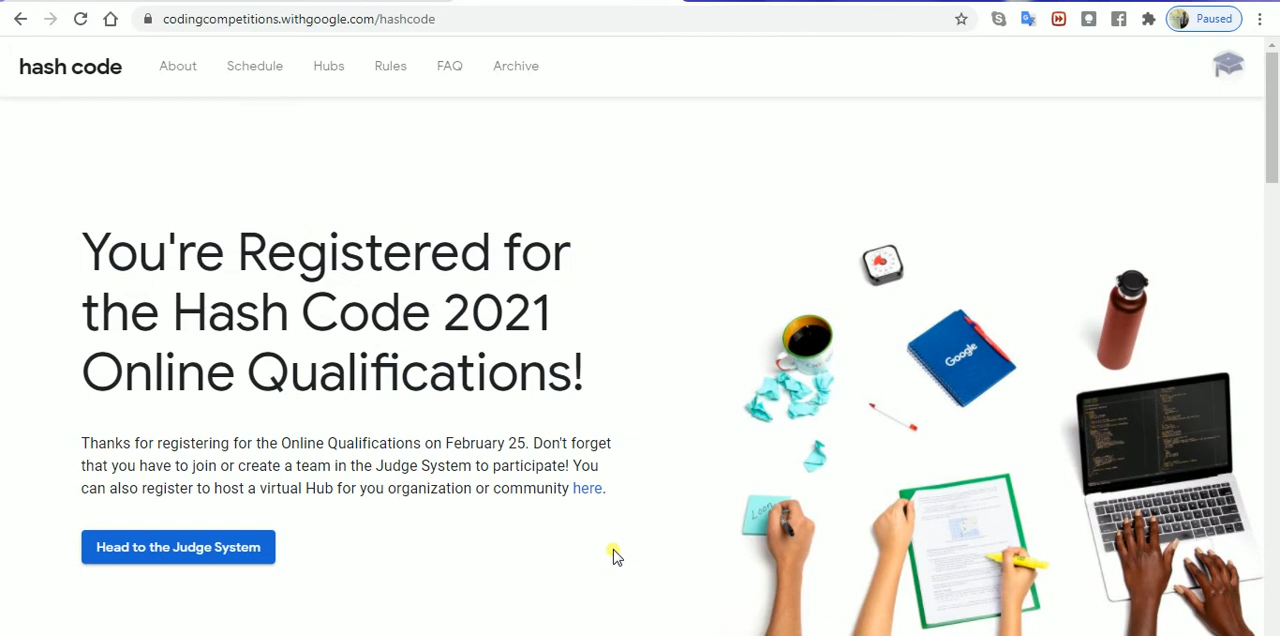 codingcompetitions.withgoogle.com/hashcode
Paused
hash code About Schedule Hubs Rules FAQ Archive
You're Registered for
the Hash Code 2021
Online Qualifications!
Thanks for registering for the Online Qualifications on February 25. Don't forget
that you have to join or create a team in the Judge System to participate! You
can also register to host a virtual Hub for you organization or community here.
Head to the Judge System
Google